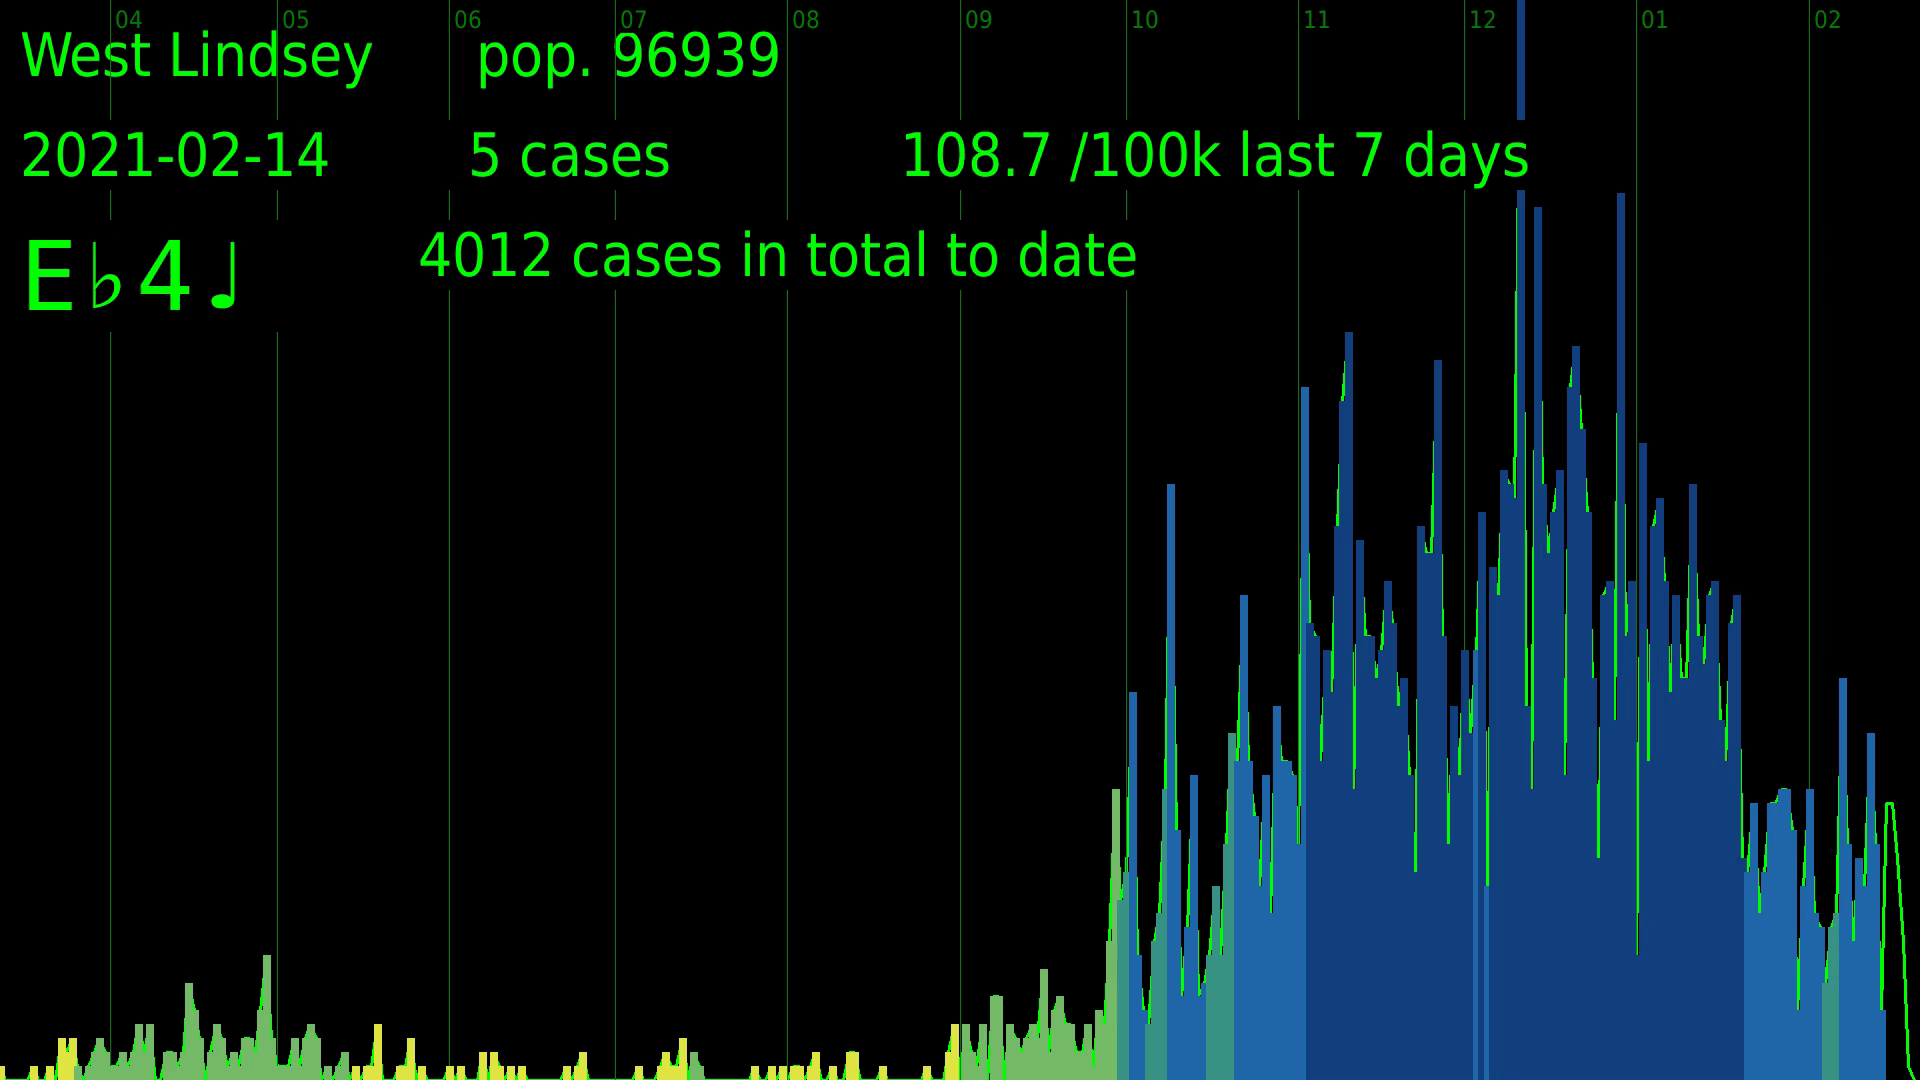 04 05 06 07 08 09 10 11 12 01 02
West Lindsey pop. 96939
2021-02-14 5 cases 108.7 /100k last 7 days
E♭4♩ 4012 cases in total to date